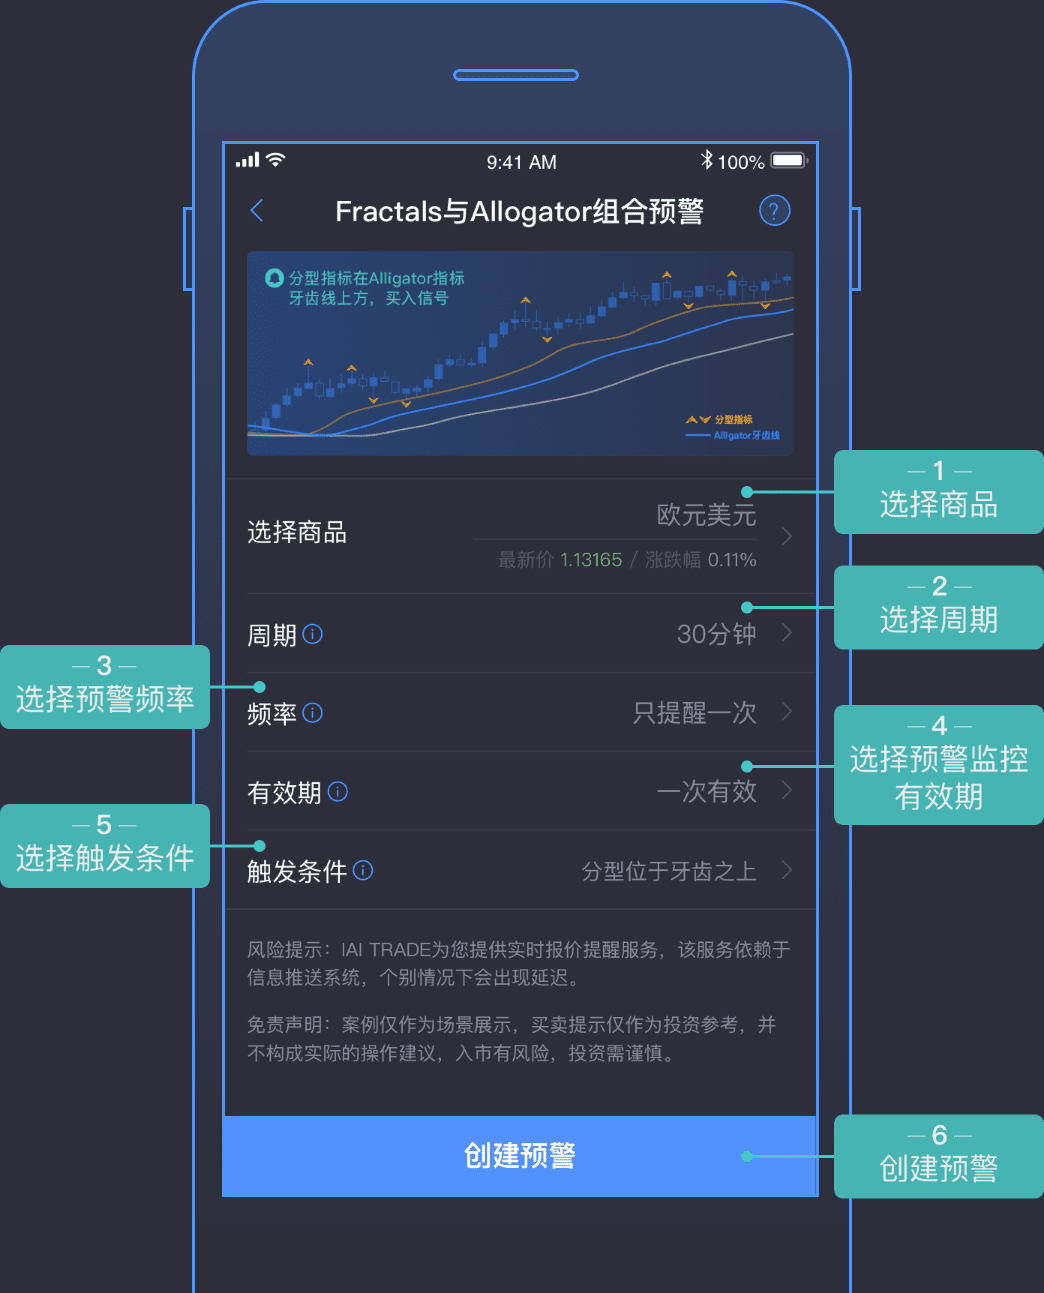 9:41 AM
100%
Fractals与Allogator组合预警
?
分型指标在Alligator指标
牙齿线上方，买入信号
分型指标
Alligator牙齿线
— 1 —
选择商品
选择商品
欧元美元
最新价 1.13165 / 涨跌幅 0.11%
— 2 —
选择周期
周期
30分钟
— 3 —
选择预警频率
频率
只提醒一次
— 4 —
选择预警监控
有效期
有效期
一次有效
— 5 —
选择触发条件
触发条件
分型位于牙齿之上
风险提示：IAI TRADE为您提供实时报价提醒服务，该服务依赖于
信息推送系统，个别情况下会出现延迟。
免责声明：案例仅作为场景展示，买卖提示仅作为投资参考，并
不构成实际的操作建议，入市有风险，投资需谨慎。
创建预警
— 6 —
创建预警